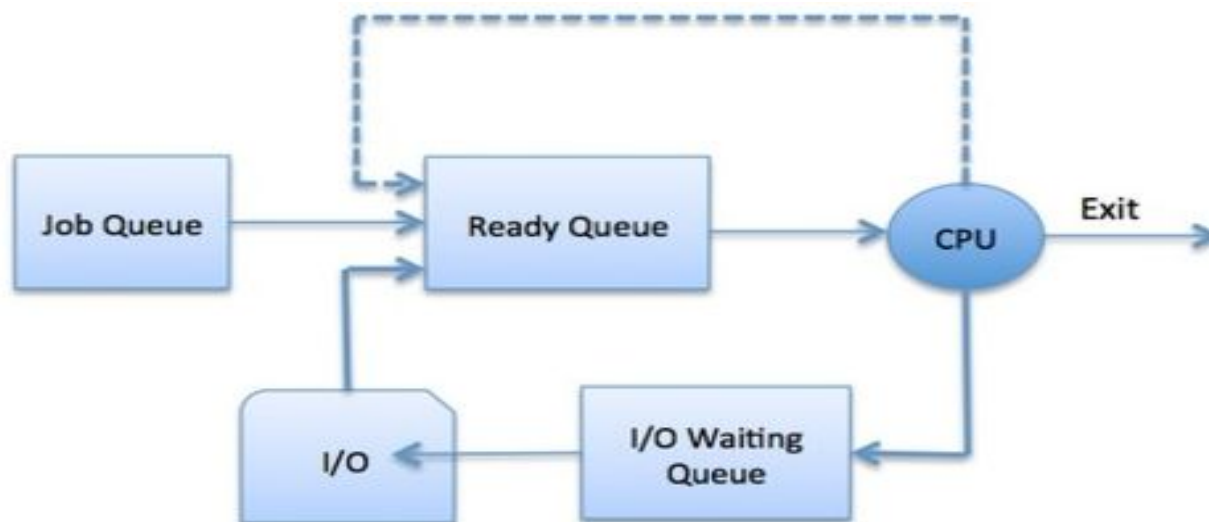 Job Queue
Ready Queue
CPU
Exit
I/O
I/O Waiting
Queue